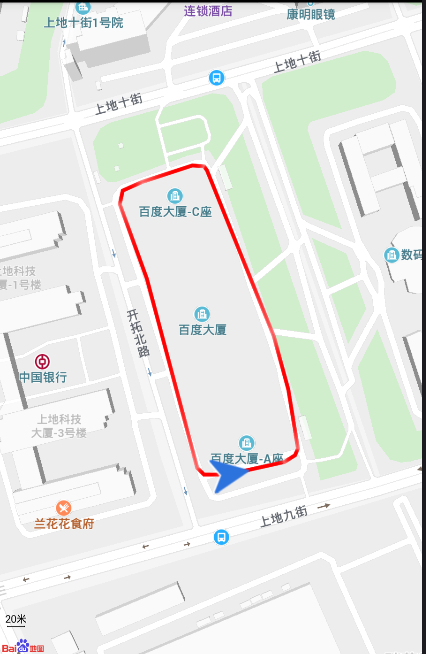 连锁酒店
康明眼镜
上地十街1号院
上地十街
上地十街
百度大厦-C座
数码
上地科技
厦-1号楼
开拓北路
百度大厦
中国银行
上地科技
大厦-3号楼
百度大厦-A座
兰花花食府
上地九街
20米
Bai 地图